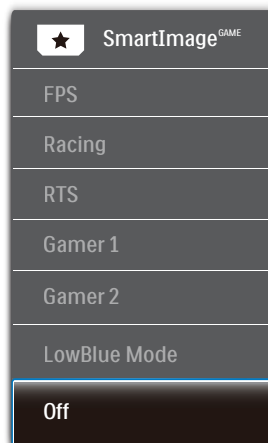 SmartImage GAME
FPS
Racing
RTS
Gamer 1
Gamer 2
LowBlue Mode
Off